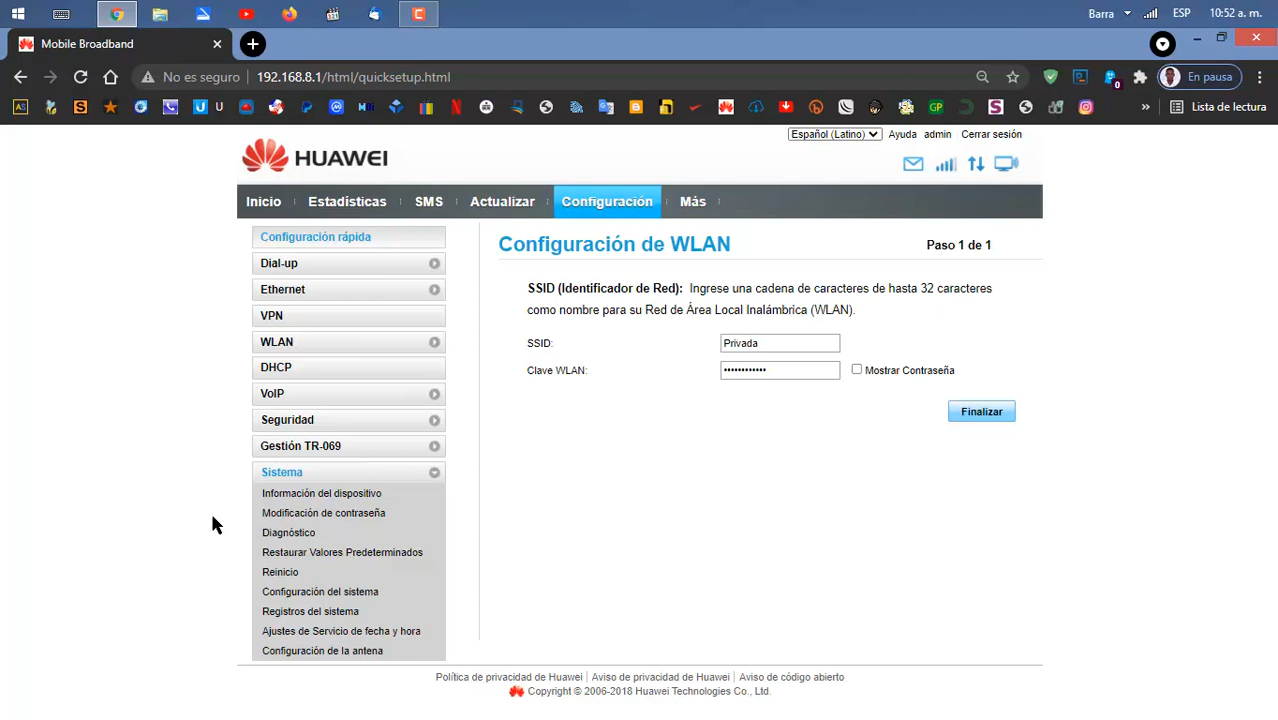 Barra ESP 10:52 a. m.
Mobile Broadband
No es seguro 192.168.8.1/html/quicksetup.html En pausa
Lista de lectura
Español (Latino) Ayuda admin Cerrar sesión
HUAWEI
Inicio Estadísticas SMS Actualizar Configuración Más
Configuración rápida
Dial-up
Ethernet
VPN
WLAN
DHCP
VoIP
Seguridad
Gestión TR-069
Sistema
Información del dispositivo
Modificación de contraseña
Diagnóstico
Restaurar Valores Predeterminados
Reinicio
Configuración del sistema
Registros del sistema
Ajustes de Servicio de fecha y hora
Configuración de la antena
Configuración de WLAN Paso 1 de 1
SSID (Identificador de Red): Ingrese una cadena de caracteres de hasta 32 caracteres
como nombre para su Red de Área Local Inalámbrica (WLAN).
SSID: Privada
Clave WLAN: •••••••••••• Mostrar Contraseña
Finalizar
Política de privacidad de Huawei Aviso de privacidad de Huawei Aviso de código abierto
Copyright © 2006-2018 Huawei Technologies Co., Ltd.